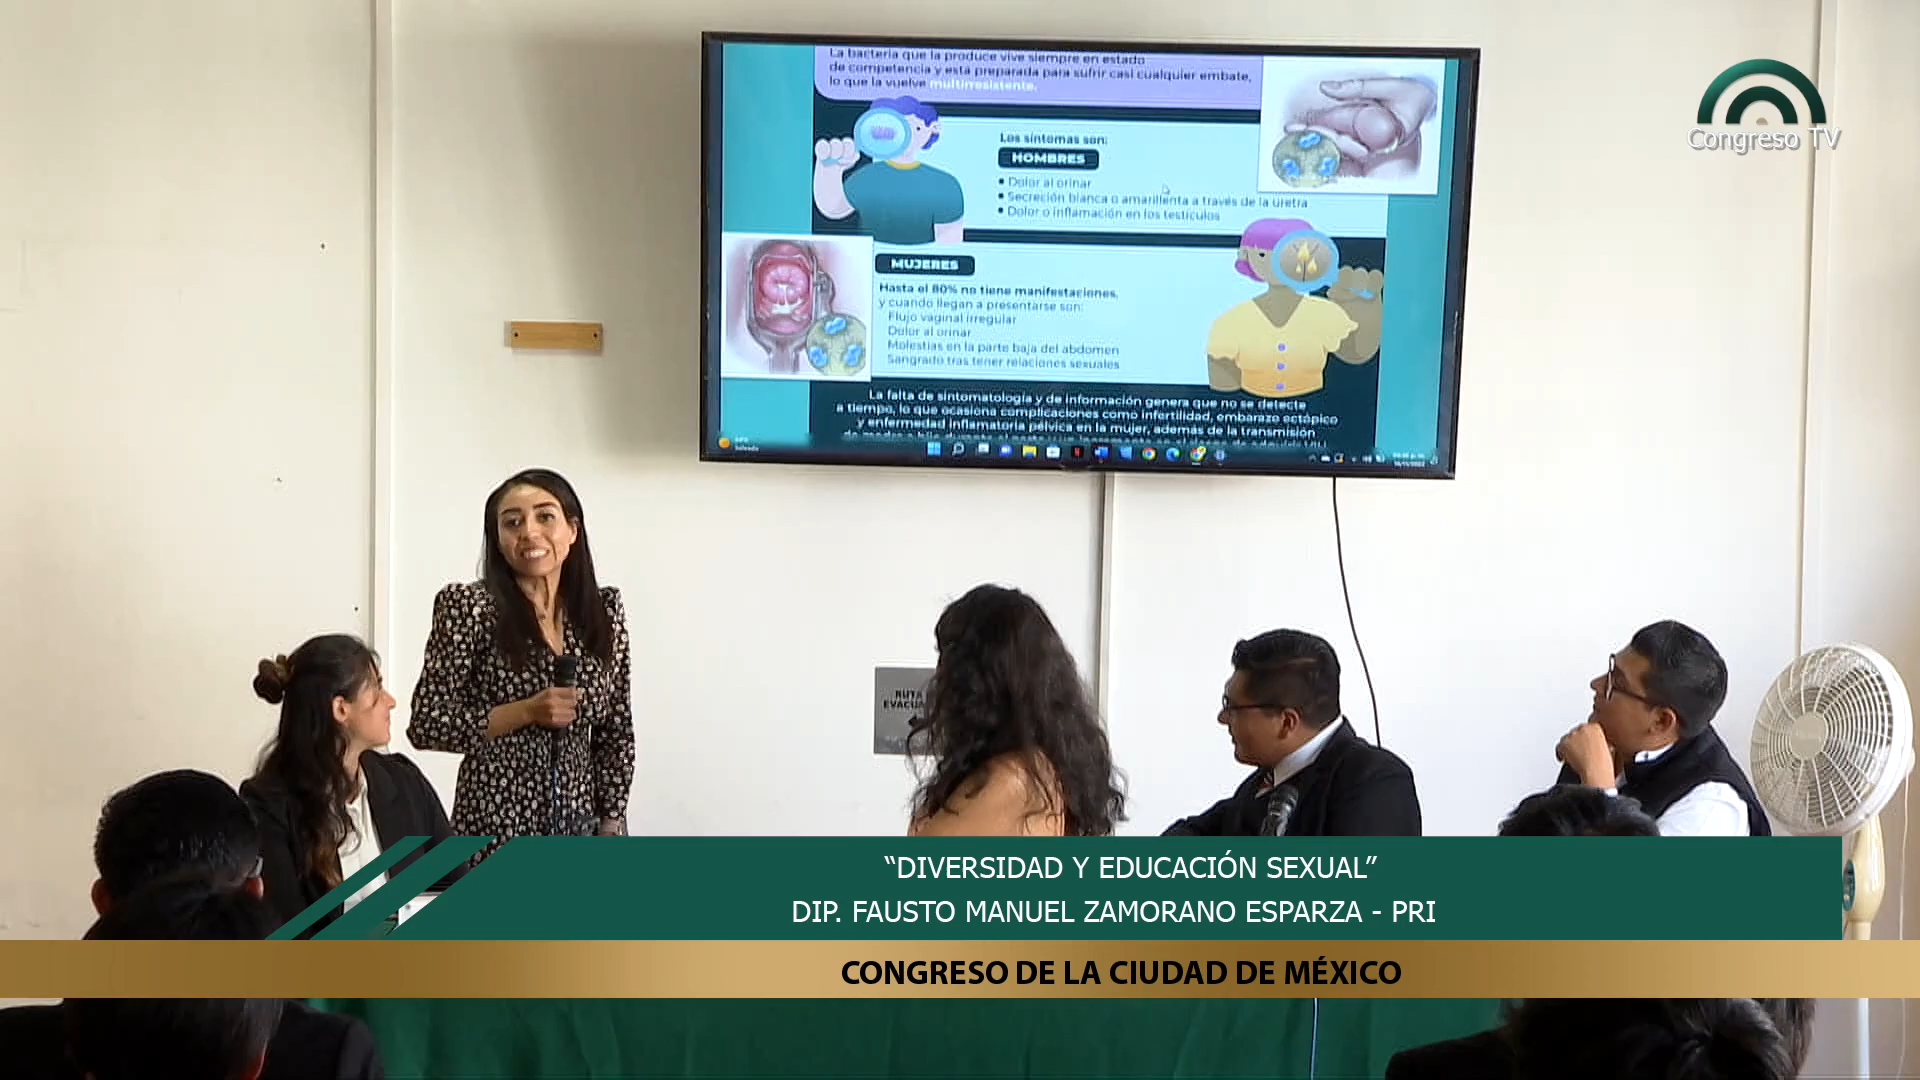 La bacteria que la produce vive siempre en estado
de competencia y está preparada para sufrir casi cualquier embate,
lo que la vuelve multirresistente.
Los síntomas son:
HOMBRES
• Dolor al orinar
• Secreción blanca o amarillenta a través de la uretra
• Dolor o inflamación en los testículos
MUJERES
Hasta el 80% no tiene manifestaciones,
y cuando llegan a presentarse son:
Flujo vaginal irregular
Dolor al orinar
Molestias en la parte baja del abdomen
Sangrado tras tener relaciones sexuales
La falta de sintomatología y de información genera que no se detecte
a tiempo, lo que ocasiona complicaciones como infertilidad, embarazo ectópico
y enfermedad inflamatoria pélvica en la mujer, además de la transmisión
Congreso TV
RUTA
“DIVERSIDAD Y EDUCACIÓN SEXUAL”
DIP. FAUSTO MANUEL ZAMORANO ESPARZA - PRI
CONGRESO DE LA CIUDAD DE MÉXICO